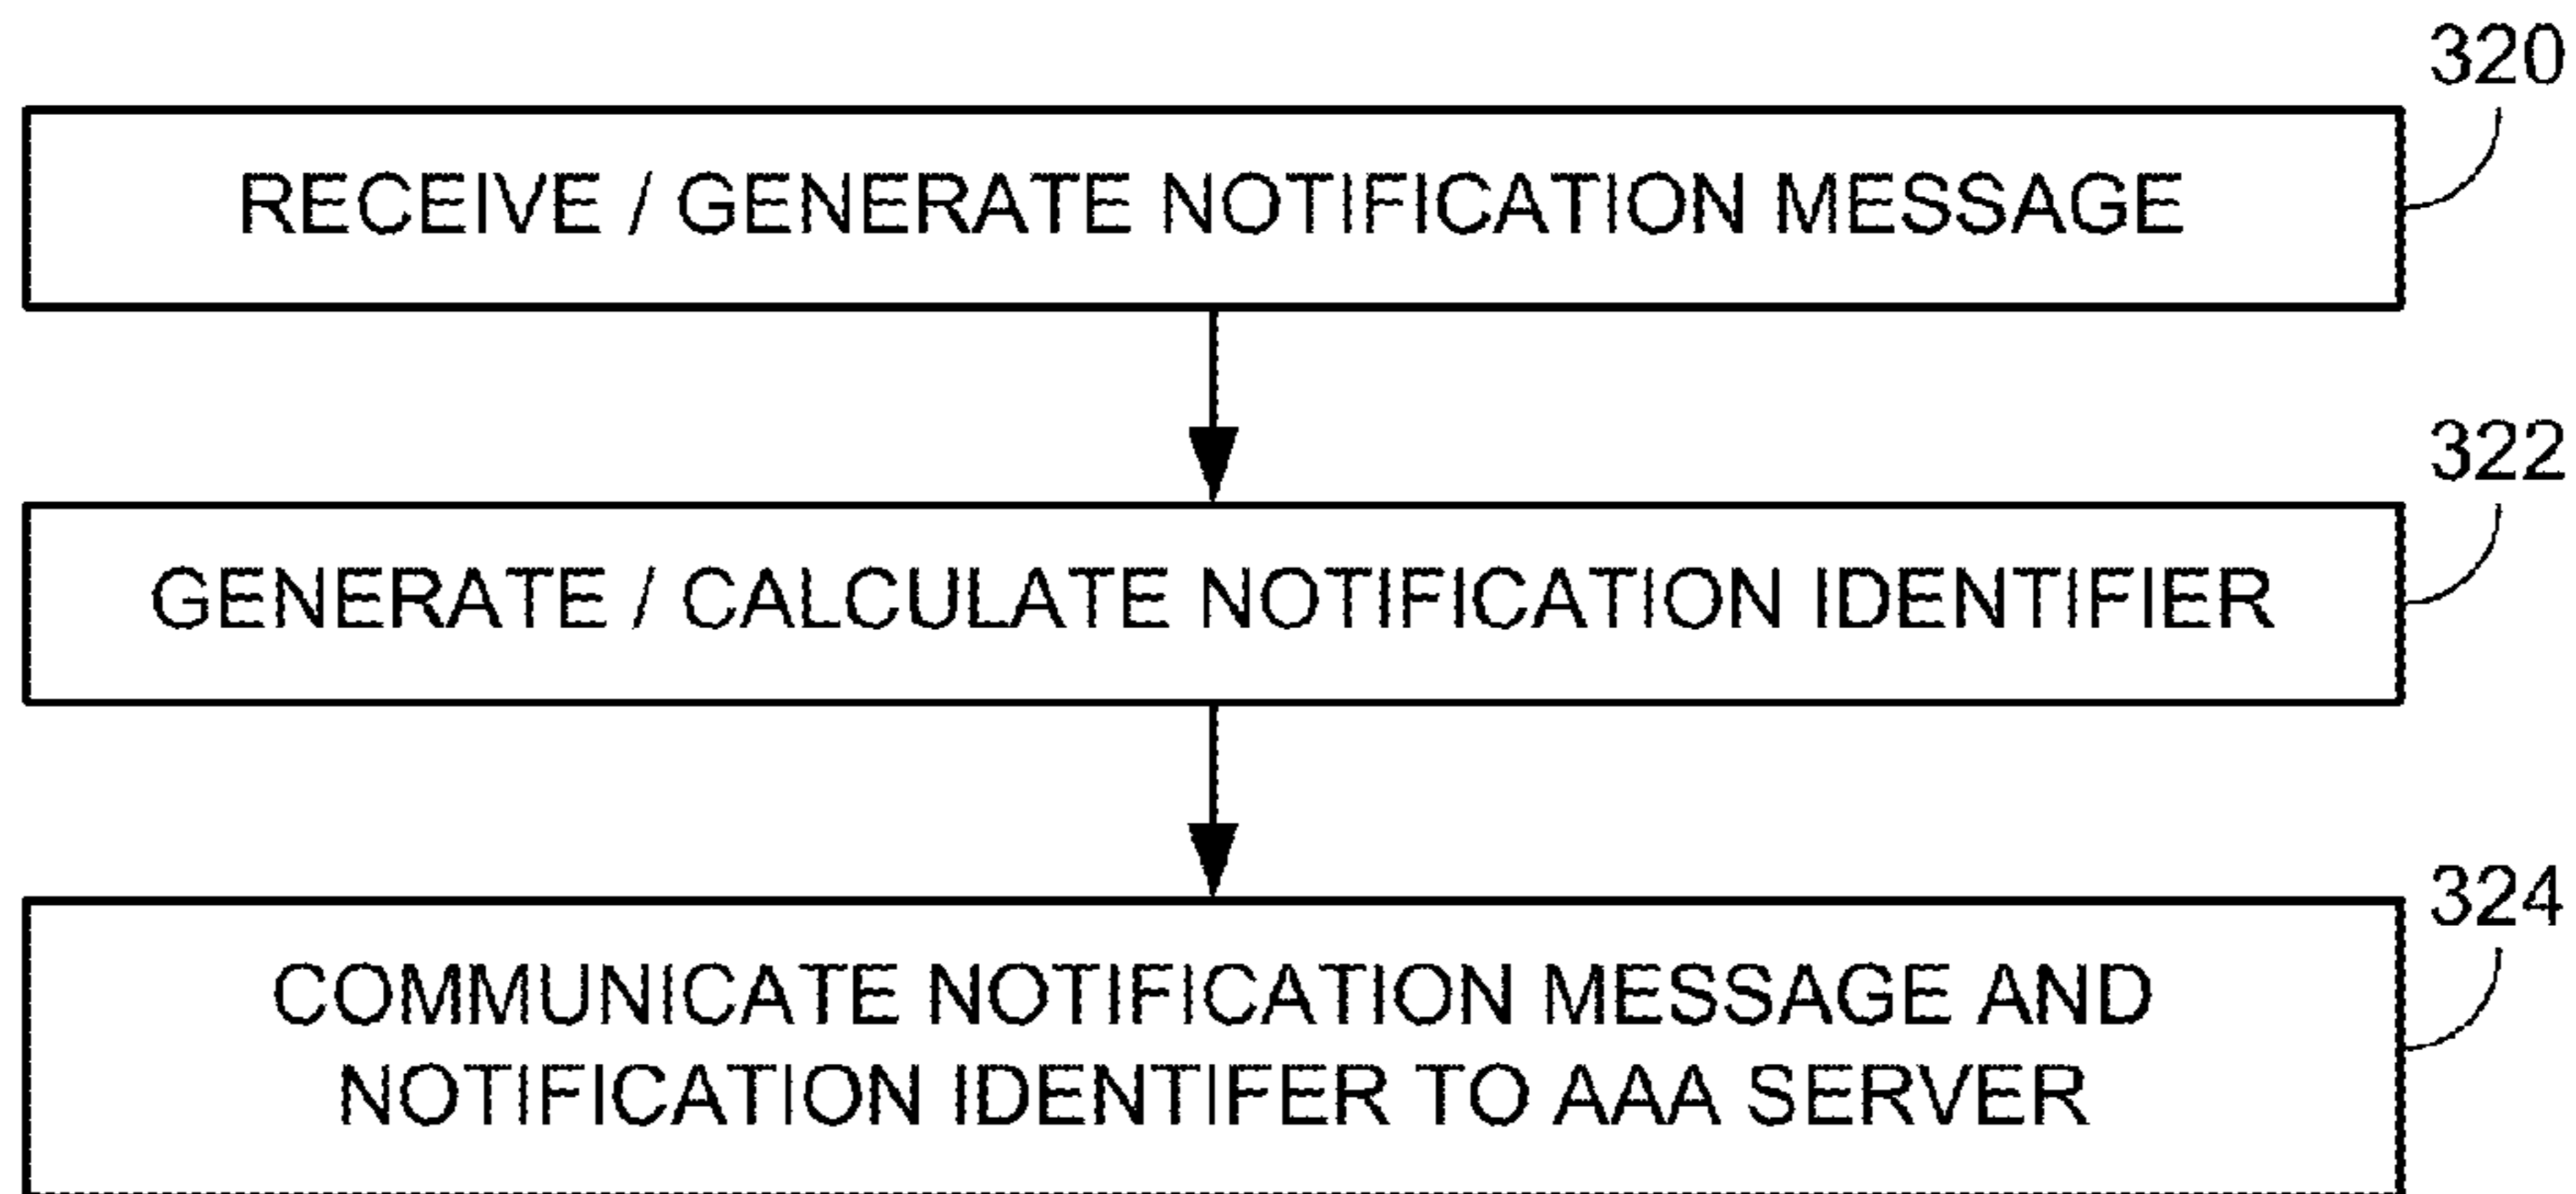 320
RECEIVE / GENERATE NOTIFICATION MESSAGE
322
GENERATE / CALCULATE NOTIFICATION IDENTIFIER
324
COMMUNICATE NOTIFICATION MESSAGE AND
NOTIFICATION IDENTIFER TO AAA SERVER